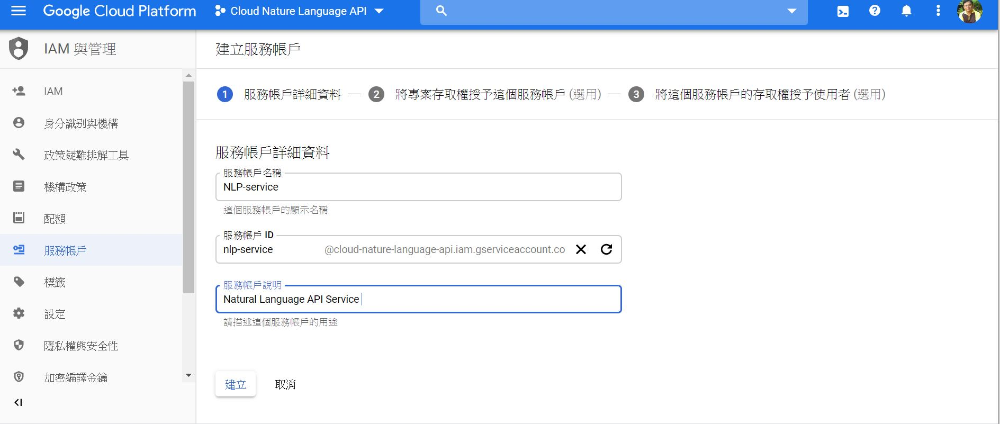 Google Cloud Platform
Cloud Nature Language API
IAM 與管理
建立服務帳戶
IAM
身分識別與機構
政策疑難排解工具
機構政策
配額
服務帳戶
標籤
設定
隱私權與安全性
加密編譯金鑰
1 服務帳戶詳細資料 — 2 將專案存取權授予這個服務帳戶 (選用) — 3 將這個服務帳戶的存取權授予使用者 (選用)
服務帳戶詳細資料
服務帳戶名稱
NLP-service
這個服務帳戶的顯示名稱
服務帳戶 ID
nlp-service @cloud-nature-language-api.iam.gserviceaccount.co
服務帳戶說明
Natural Language API Service
請描述這個服務帳戶的用途
建立 取消